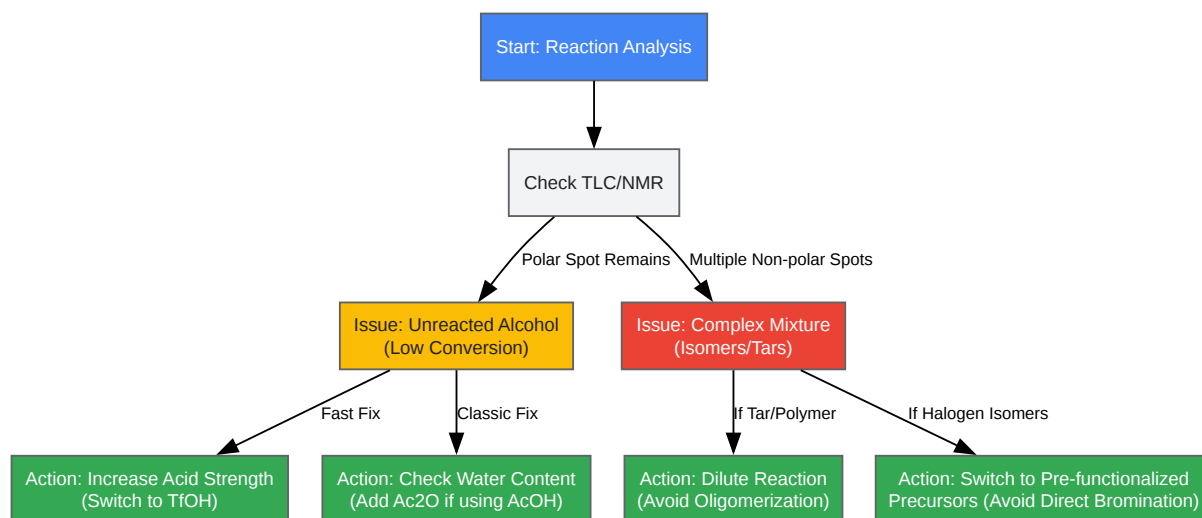 Start: Reaction Analysis
Check TLC/NMR
Polar Spot Remains
Multiple Non-polar Spots
Issue: Unreacted Alcohol
(Low Conversion)
Issue: Complex Mixture
(Isomers/Tars)
Fast Fix
Classic Fix
If Tar/Polymer
If Halogen Isomers
Action: Increase Acid Strength
(Switch to TfOH)
Action: Check Water Content
(Add Ac2O if using AcOH)
Action: Dilute Reaction
(Avoid Oligomerization)
Action: Switch to Pre-functionalized
Precursors (Avoid Direct Bromination)